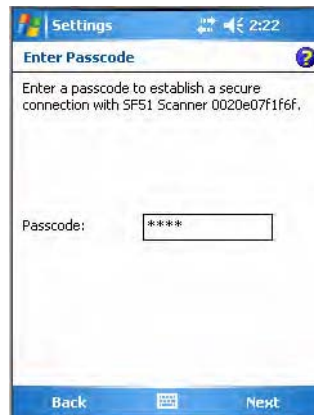 Settings
2:22
Enter Passcode
Enter a passcode to establish a secure
connection with SF51 Scanner 0020e07f1f6f.
Passcode:
****
Back
Next